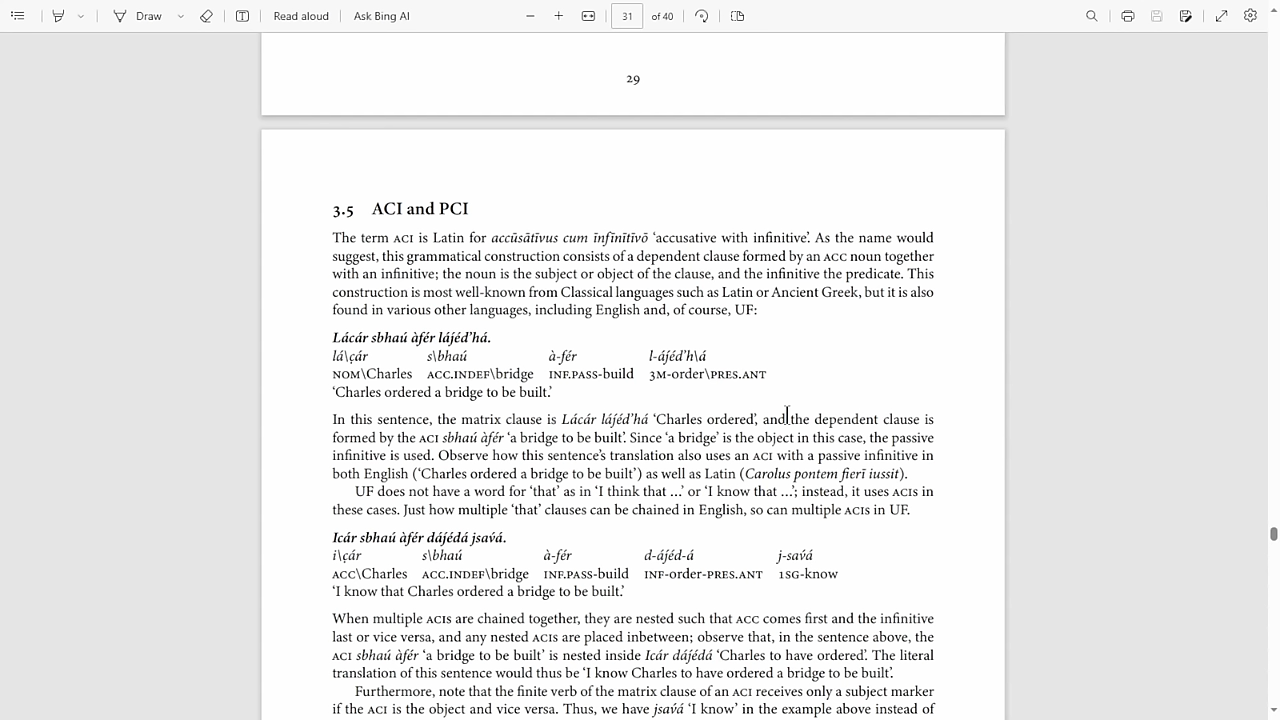 Draw
Read aloud
Ask Bing AI
31 of 40
29
3.5 ACI and PCI
The term ACI is Latin for accūsātīvus cum īnfīnītīvō ‘accusative with infinitive’. As the name would
suggest, this grammatical construction consists of a dependent clause formed by an ACC noun together
with an infinitive; the noun is the subject or object of the clause, and the infinitive the predicate. This
construction is most well-known from Classical languages such as Latin or Ancient Greek, but it is also
found in various other languages, including English and, of course, UF:
Lácár sbhaú àfér lájéd’há.
lá\çár s\bhaú à-fér l-ájéd’h\á
NOM\Charles ACC.INDEF\bridge INF.PASS-build 3M-order\PRES.ANT
‘Charles ordered a bridge to be built.’
In this sentence, the matrix clause is Lácár lájéd’há ‘Charles ordered’, and the dependent clause is
formed by the ACI sbhaú àfér ‘a bridge to be built’. Since ‘a bridge’ is the object in this case, the passive
infinitive is used. Observe how this sentence’s translation also uses an ACI with a passive infinitive in
both English (‘Charles ordered a bridge to be built’) as well as Latin (Carolus pontem fierī iussit).
UF does not have a word for ‘that’ as in ‘I think that …’ or ‘I know that …’; instead, it uses ACIs in
these cases. Just how multiple ‘that’ clauses can be chained in English, so can multiple ACIs in UF.
Icár sbhaú àfér dájédá jsav́á.
i\çár s\bhaú à-fér d-ájéd-á j-sav́á
ACC\Charles ACC.INDEF\bridge INF.PASS-build INF-order-PRES.ANT 1SG-know
‘I know that Charles ordered a bridge to be built.’
When multiple ACIs are chained together, they are nested such that ACC comes first and the infinitive
last or vice versa, and any nested ACIs are placed inbetween; observe that, in the sentence above, the
ACI sbhaú àfér ‘a bridge to be built’ is nested inside Icár dájédá ‘Charles to have ordered’. The literal
translation of this sentence would thus be ‘I know Charles to have ordered a bridge to be built’.
Furthermore, note that the finite verb of the matrix clause of an ACI receives only a subject marker
if the ACI is the object and vice versa. Thus, we have jsav́á ‘I know’ in the example above instead of